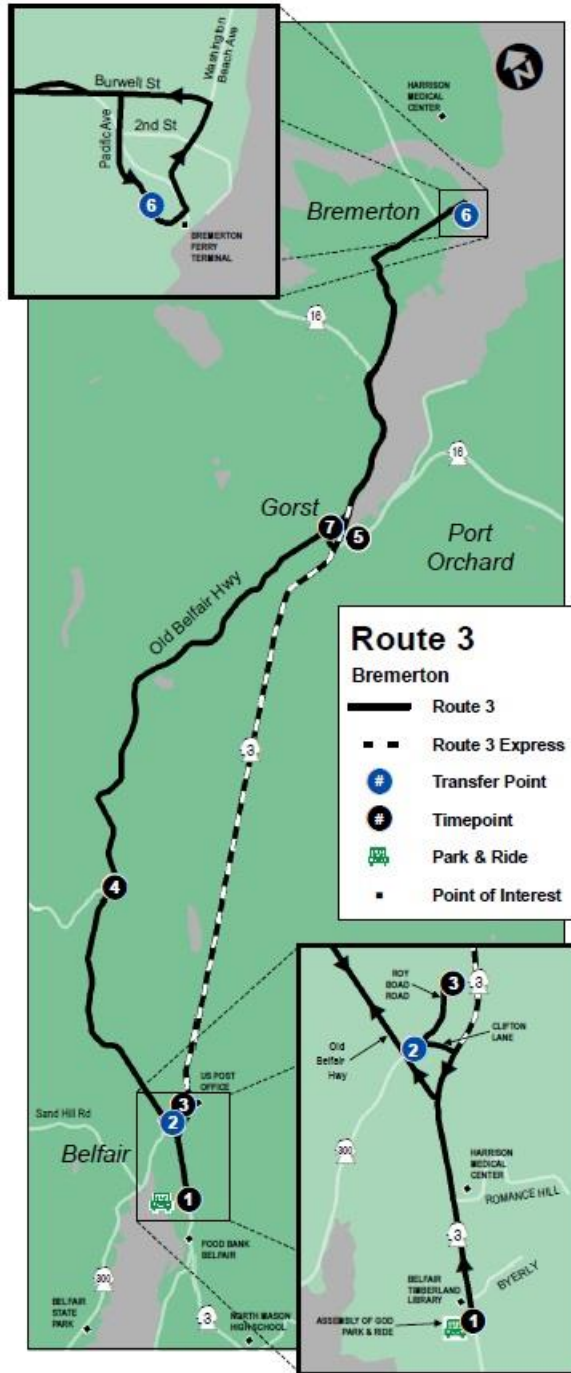 Burwell St
Washington
Beach Ave
2nd St
Pacific Ave
6
BREMERTON
FERRY
TERMINAL
HARRISON
MEDICAL
CENTER
N
Bremerton
6
16
16
Gorst
7
5
Port
Orchard
Old Belfair Hwy
3
4
Route 3
Bremerton
Route 3
Route 3 Express
# Transfer Point
# Timepoint
Park & Ride
Point of Interest
US POST
OFFICE
3
Sand Hill Rd
2
Belfair
1
FOOD BANK
BELFAIR
300
BELFAIR
STATE
PARK
3
NORTH MASON
HIGH SCHOOL
ROY
BOAD
ROAD
3
3
CLIFTON
LANE
2
Old
Belfair
Hwy
300
HARRISON
MEDICAL
CENTER
ROMANCE HILL
3
BYERLY
BELFAIR
TIMBERLAND
LIBRARY
ASSEMBLY OF GOD
PARK & RIDE
1